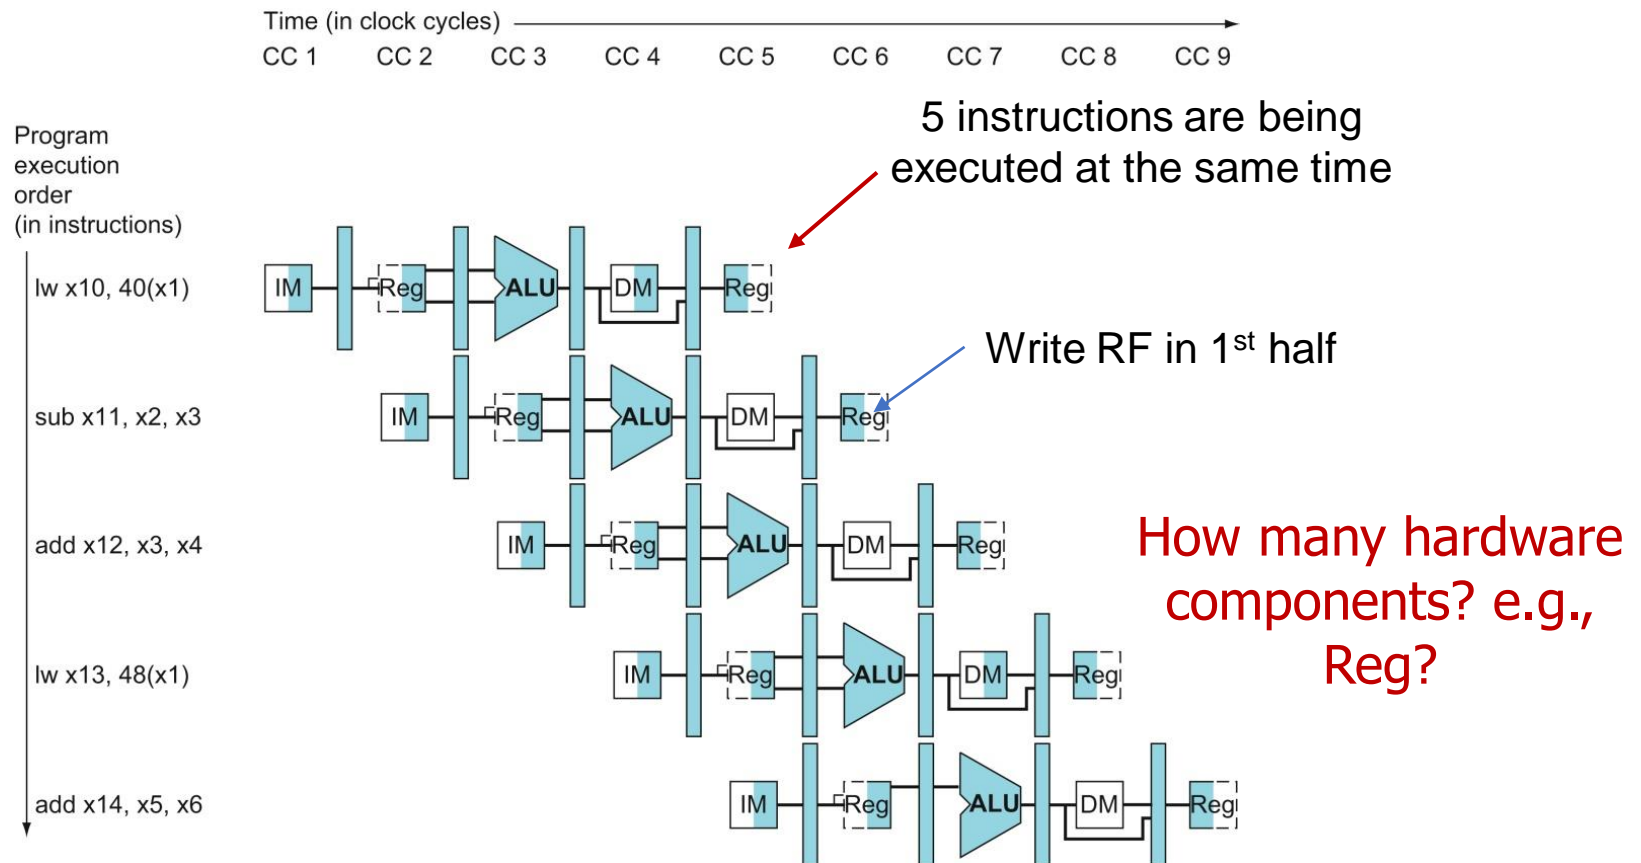 Time (in clock cycles)
CC 1 CC 2 CC 3 CC 4 CC 5 CC 6 CC 7 CC 8 CC 9
5 instructions are being
executed at the same time
Program
execution
order
(in instructions)
lw x10, 40(x1) IM Reg ALU DM Reg
Write RF in 1st half
sub x11, x2, x3 IM Reg ALU DM Reg
How many hardware
components? e.g.,
Reg?
add x12, x3, x4 IM Reg ALU DM Reg
lw x13, 48(x1) IM Reg ALU DM Reg
add x14, x5, x6 IM Reg ALU DM Reg